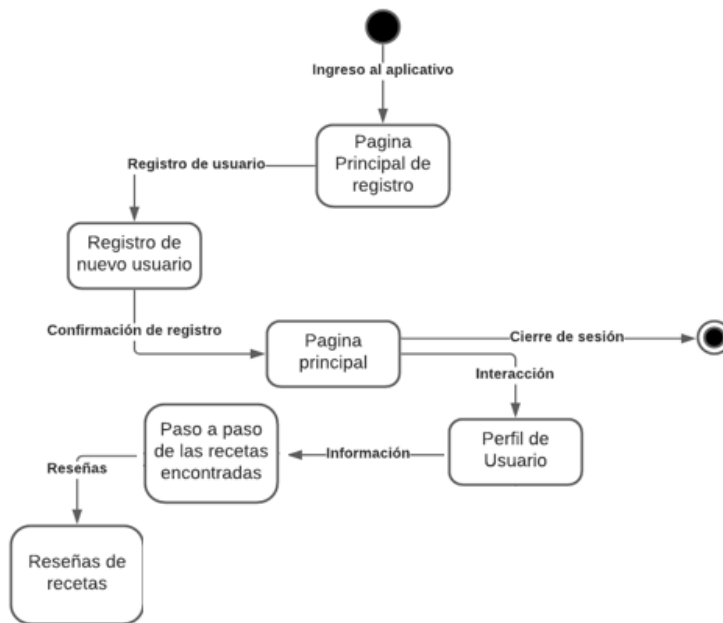 Ingreso al aplicativo
Pagina
Principal de
registro
Registro de usuario
Registro de
nuevo usuario
Confirmación de registro
Pagina
principal
Cierre de sesión
Interacción
Perfil de
Usuario
Información
Paso a paso
de las recetas
encontradas
Reseñas
Reseñas de
recetas